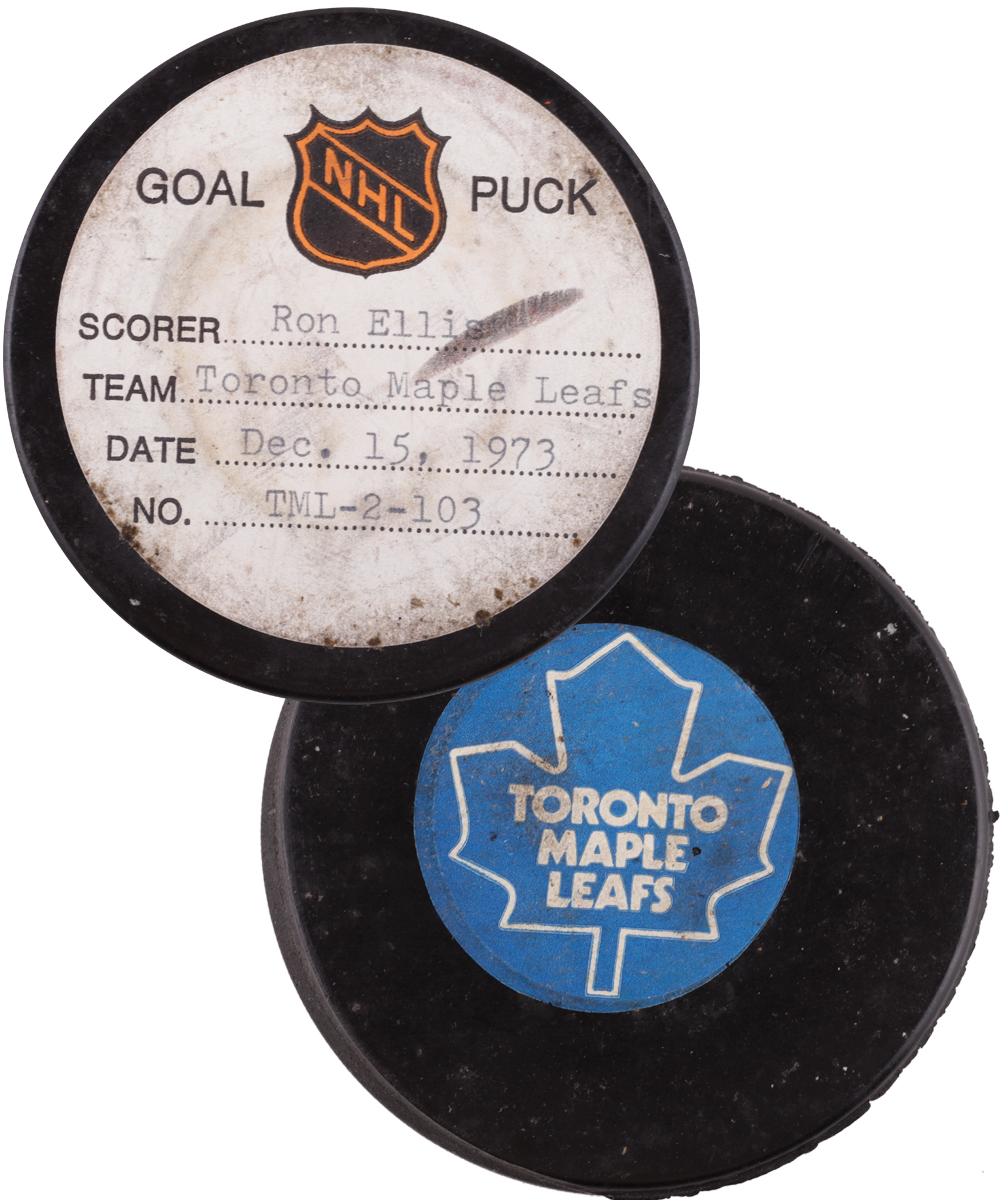 GOAL NHL PUCK
SCORER Ron Ellis
TEAM Toronto Maple Leafs
DATE Dec. 15, 1973
NO. TML-2-103
TORONTO
MAPLE
LEAFS